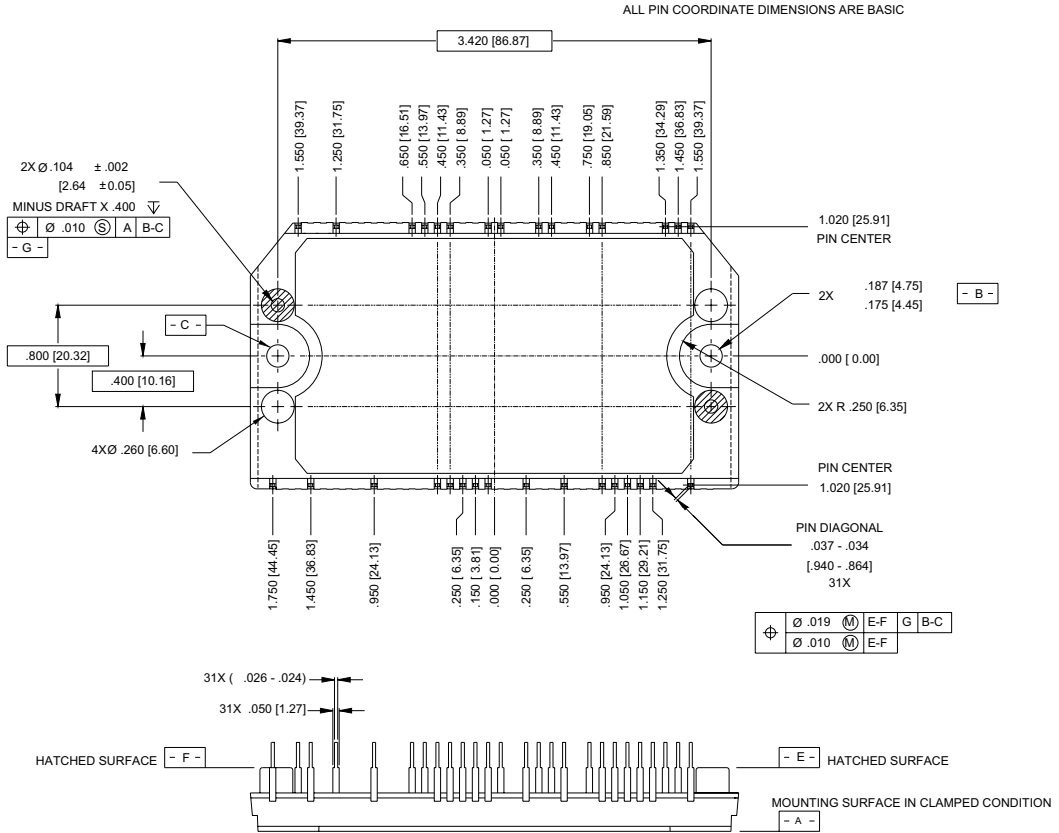 ALL PIN COORDINATE DIMENSIONS ARE BASIC
3.420 [86.87]
1.550 [39.37]
1.250 [31.75]
.650 [16.51]
.550 [13.97]
.450 [11.43]
.350 [ 8.89]
.050 [ 1.27]
.050 [ 1.27]
.350 [ 8.89]
.450 [11.43]
.750 [19.05]
.850 [21.59]
1.350 [34.29]
1.450 [36.83]
1.550 [39.37]
2X Ø .104 ± .002
[2.64 ±0.05]
MINUS DRAFT X .400
Ø .010 Ⓢ A B-C
- G -
1.020 [25.91]
PIN CENTER
2X .187 [4.75]
.175 [4.45]
- B -
- C -
.800 [20.32]
.400 [10.16]
.000 [ 0.00]
2X R .250 [6.35]
4XØ .260 [6.60]
PIN CENTER
1.020 [25.91]
1.750 [44.45]
1.450 [36.83]
.950 [24.13]
.250 [ 6.35]
.150 [ 3.81]
.000 [ 0.00]
.250 [ 6.35]
.550 [13.97]
.950 [24.13]
1.050 [26.67]
1.150 [29.21]
1.250 [31.75]
PIN DIAGONAL
.037 - .034
[.940 - .864]
31X
Ø .019 Ⓜ E-F G B-C
Ø .010 Ⓜ E-F
31X ( .026 - .024)
31X .050 [1.27]
HATCHED SURFACE - F -
- E - HATCHED SURFACE
MOUNTING SURFACE IN CLAMPED CONDITION
- A -